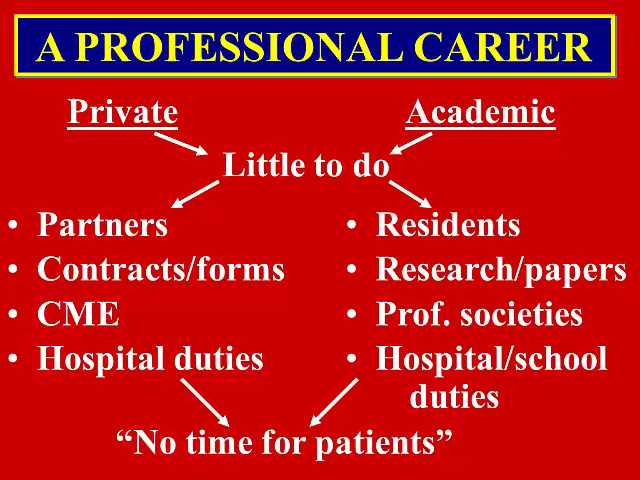 A PROFESSIONAL CAREER
Private
Academic
Little to do
• Partners
• Contracts/forms
• CME
• Hospital duties
• Residents
• Research/papers
• Prof. societies
• Hospital/school
duties
“No time for patients”